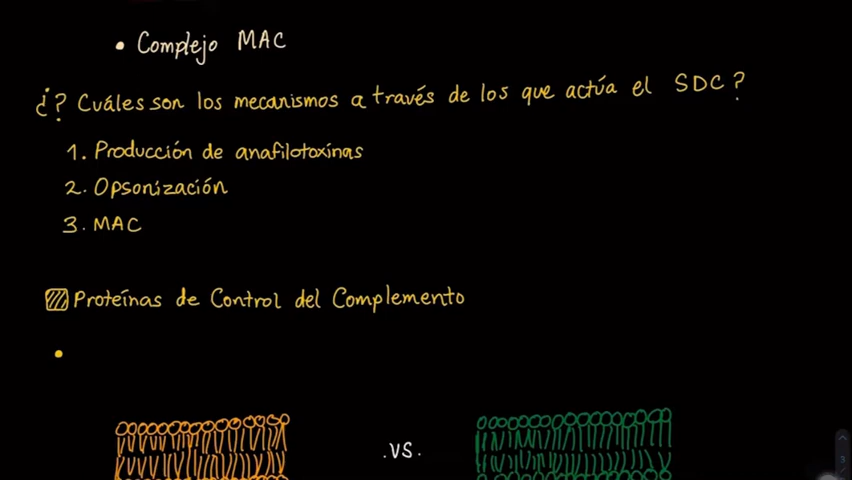 • Complejo MAC
¿? Cuáles son los mecanismos a través de los que actúa el SDC?
1. Producción de anafilotoxinas
2. Opsonización
3. MAC
Proteínas de Control del Complemento
•
.vs.
3